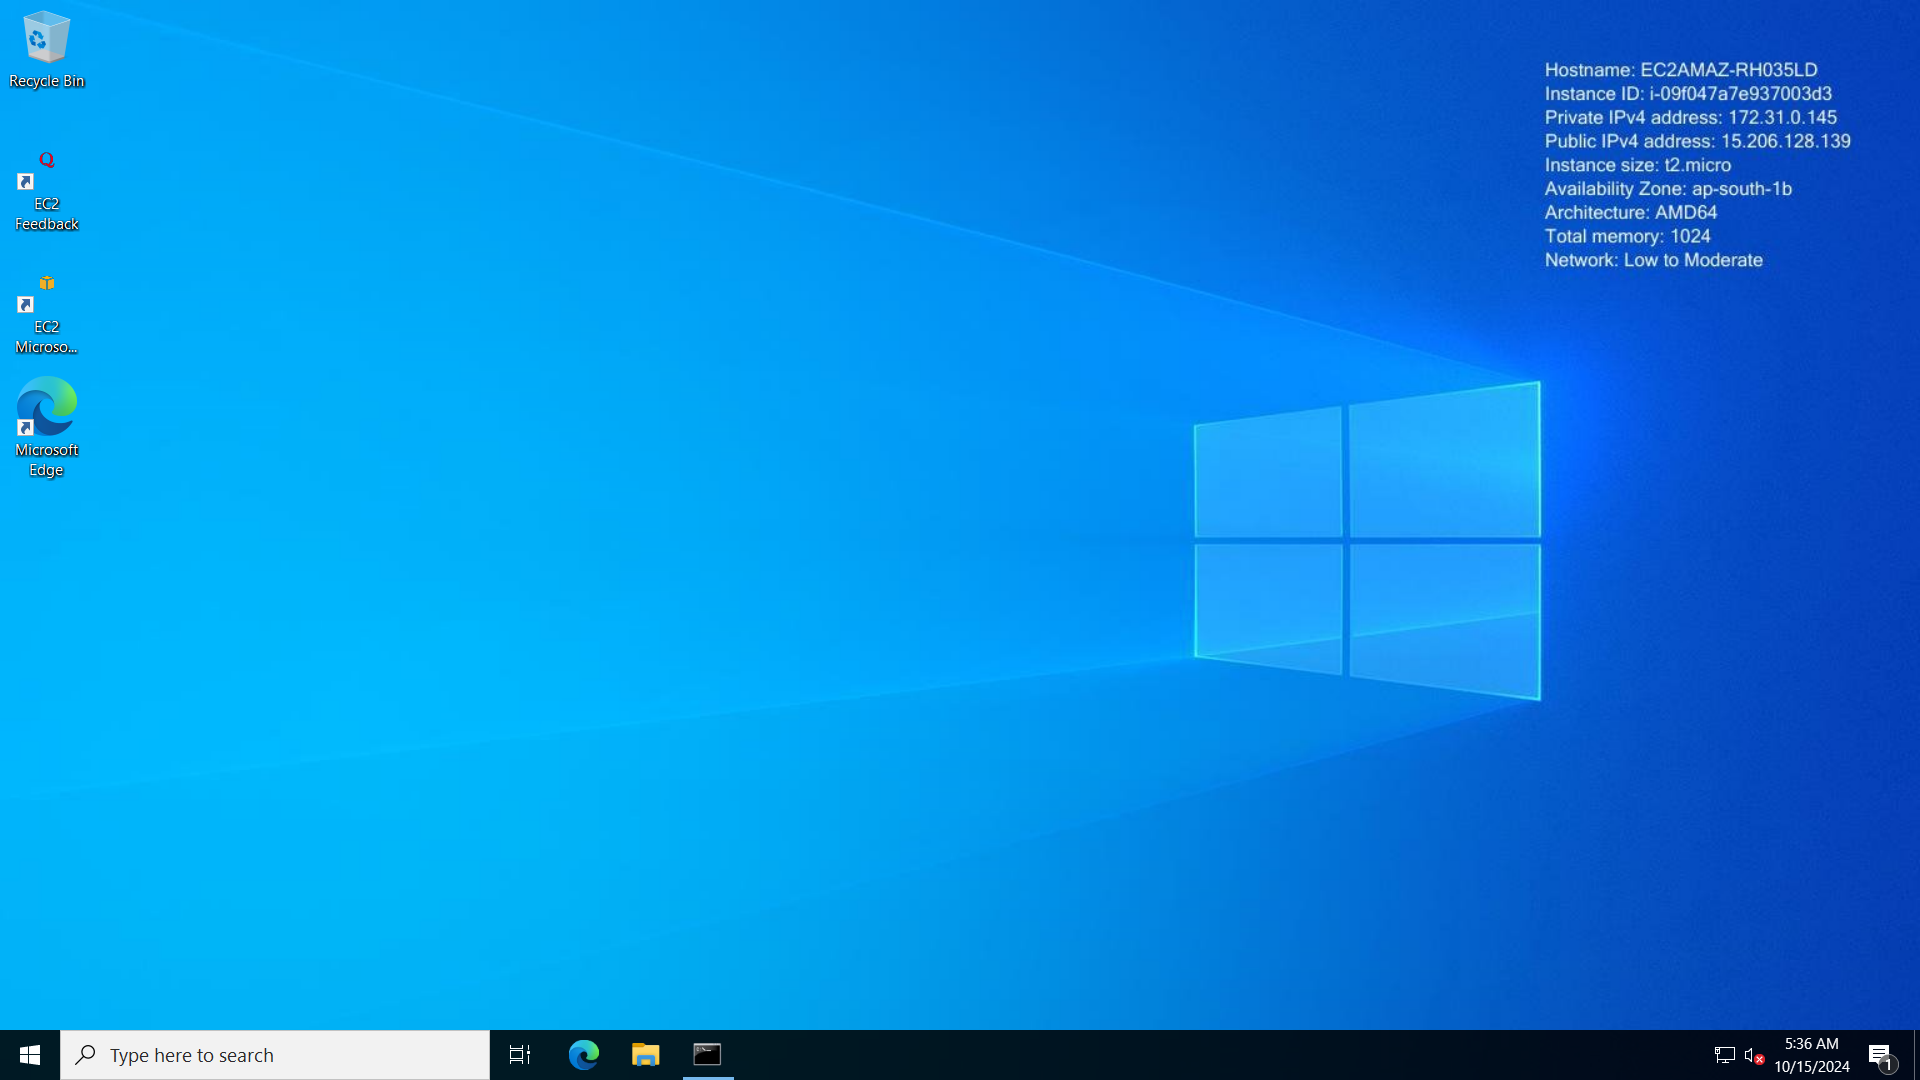 Recycle Bin
EC2
Feedback
EC2
Microso...
Microsoft
Edge
Hostname: EC2AMAZ-RH035LD
Instance ID: i-09f047a7e937003d3
Private IPv4 address: 172.31.0.145
Public IPv4 address: 15.206.128.139
Instance size: t2.micro
Availability Zone: ap-south-1b
Architecture: AMD64
Total memory: 1024
Network: Low to Moderate
Type here to search
5:36 AM
10/15/2024
1